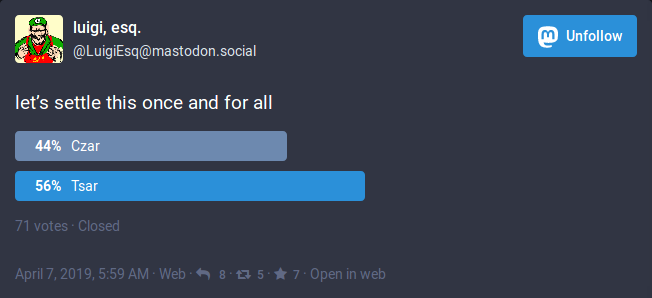 luigi, esq.
@LuigiEsq@mastodon.social
Unfollow
let’s settle this once and for all
44% Czar
56% Tsar
71 votes · Closed
April 7, 2019, 5:59 AM · Web · 8 · 5 · 7 · Open in web